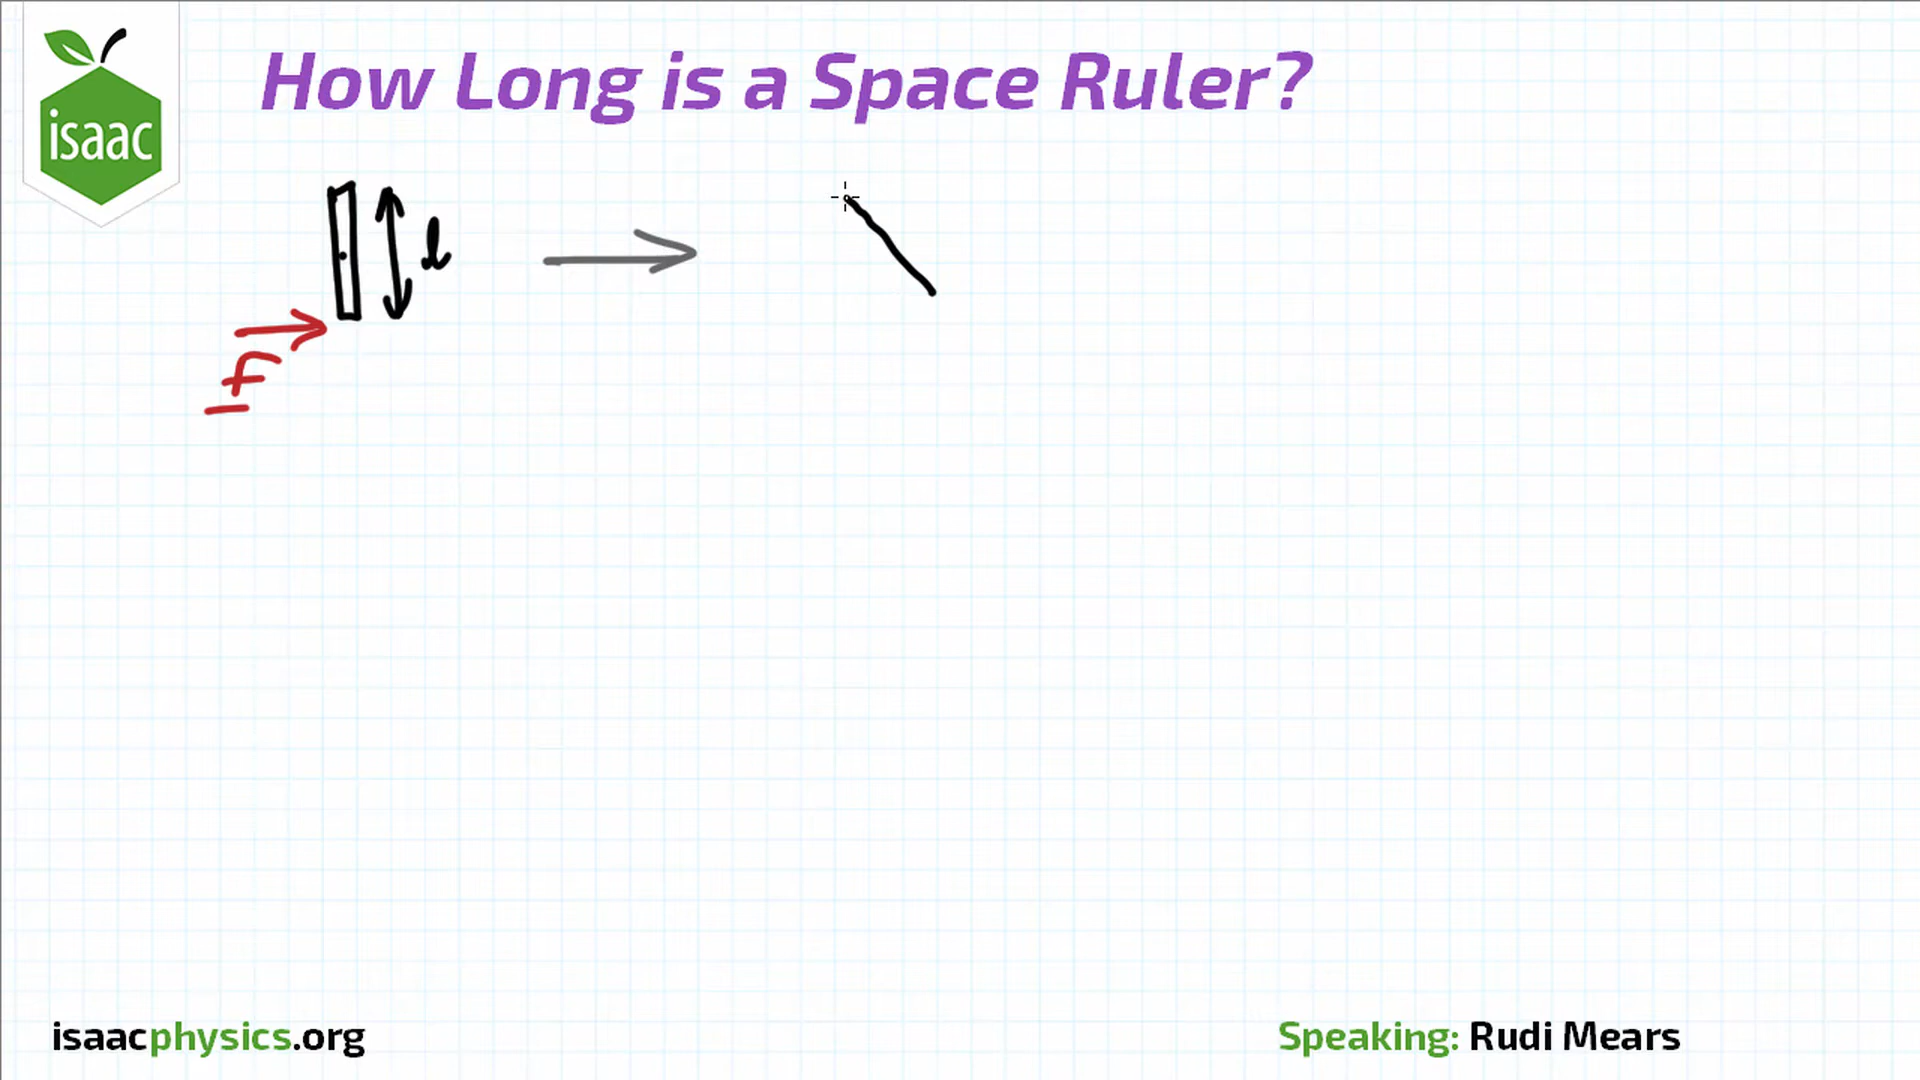 isaac
How Long is a Space Ruler?
l
F
isaacphysics.org
Speaking: Rudi Mears